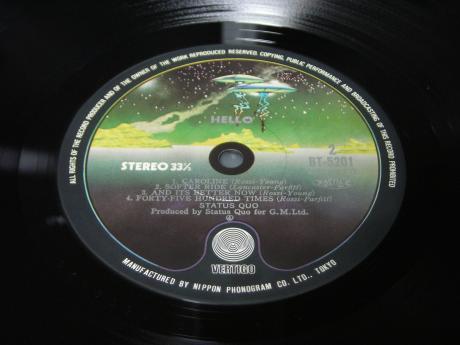 ALL RIGHTS OF THE RECORD PRODUCER AND OF THE OWNER OF THE WORK REPRODUCED RESERVED. COPYING, PUBLIC PERFORMANCE AND BROADCASTING OF THIS RECORD PROHIBITED
HELLO
2
STEREO 33⅓
BT-5201
1. CAROLINE (Rossi-Young)
2. SOFTER RIDE (Lancaster-Parfitt)
3. AND ITS BETTER NOW (Rossi-Young)
4. FORTY-FIVE HUNDRED TIMES (Rossi-Parfitt)
STATUS QUO
Produced by Status Quo for G.M.Ltd.
VERTIGO
MANUFACTURED BY NIPPON PHONOGRAM CO. LTD., TOKYO